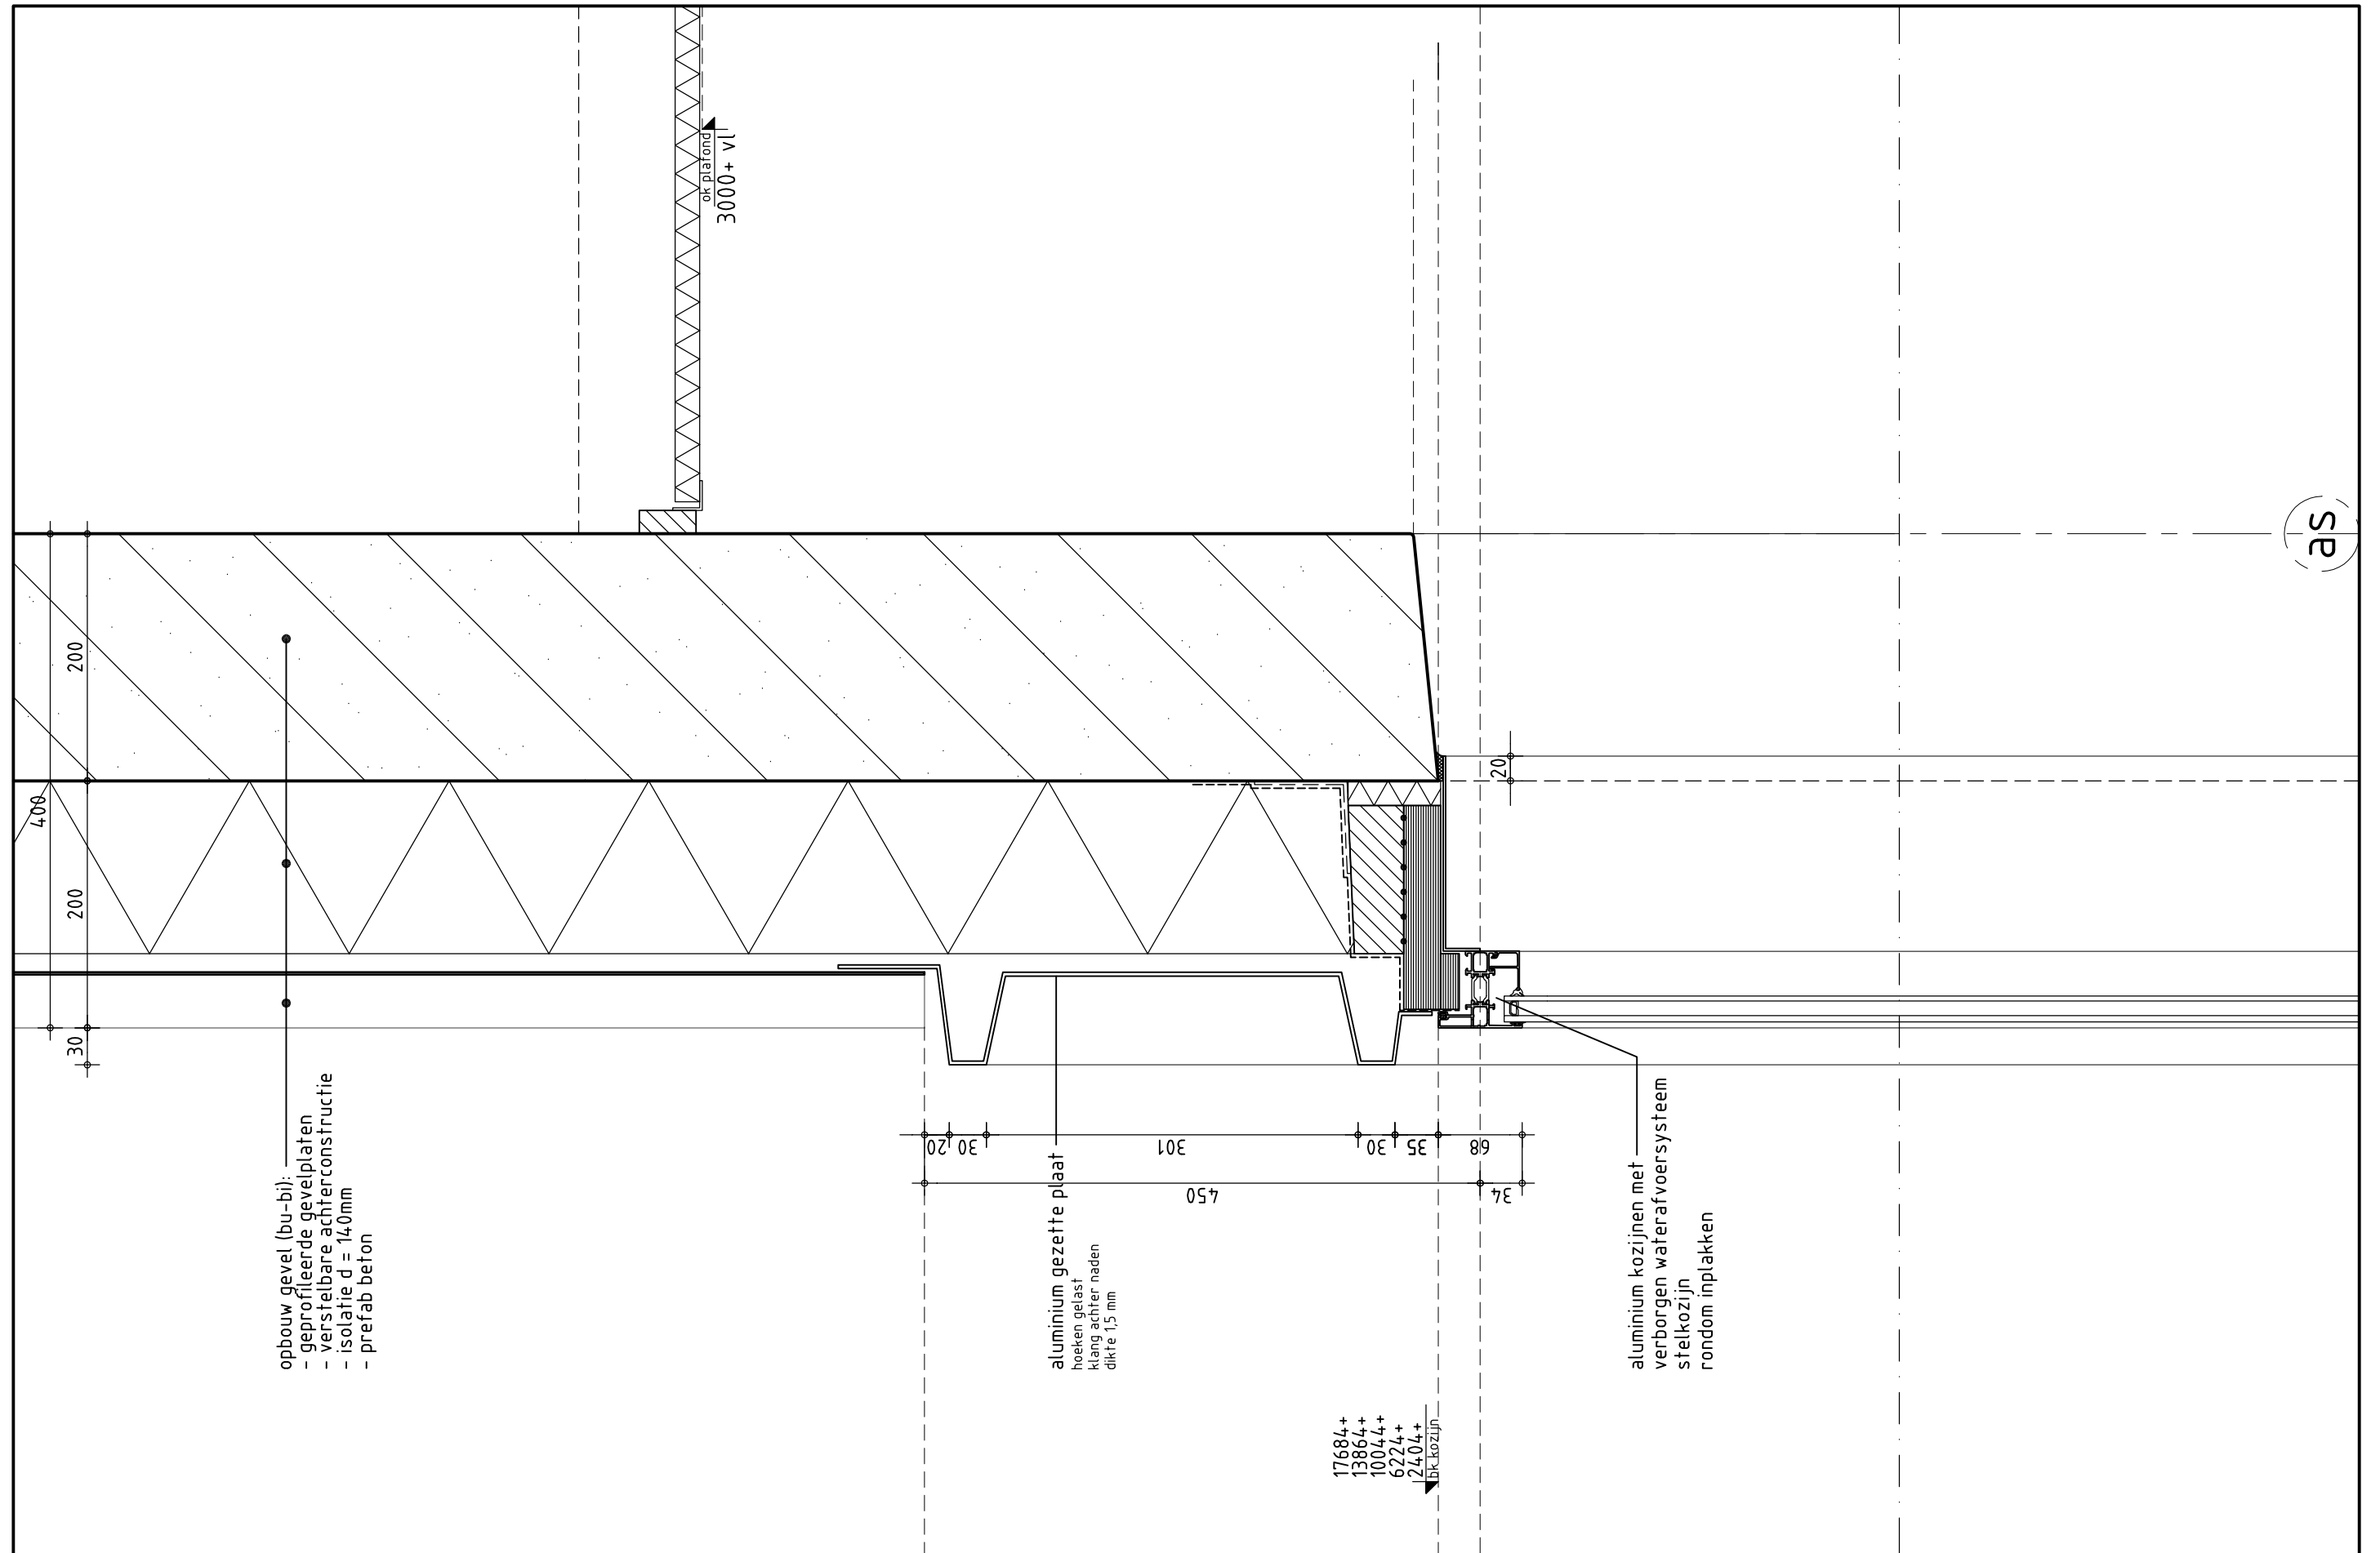 ok plafond
3000+ vl
as
200
400
200
30
20
opbouw gevel (bu-bi):
- geprofileerde gevelplaten
- verstelbare achterconstructie
- isolatie d = 140mm
- prefab beton
20
30
301
30
35
68
450
34
aluminium gezette plaat
hoeken gelast
klang achter naden
dikte 1,5 mm
aluminium kozijnen met
verborgen waterafvoersysteem
stelkozijn
rondom inplakken
17684+
13864+
10044+
6224+
2404+
bk kozijn